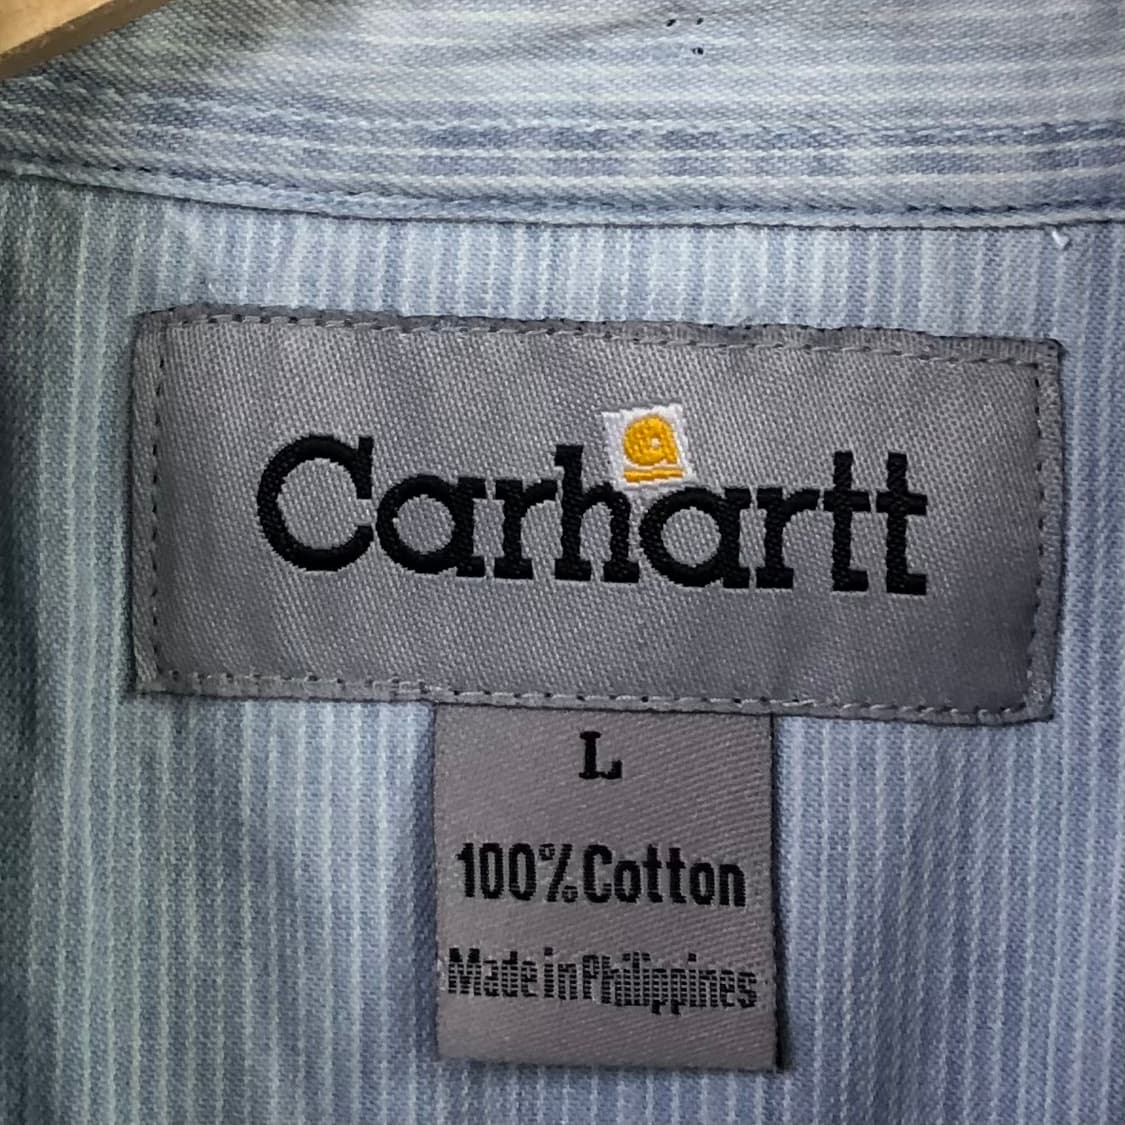 Carhartt
L
100% Cotton
Made in Philippines